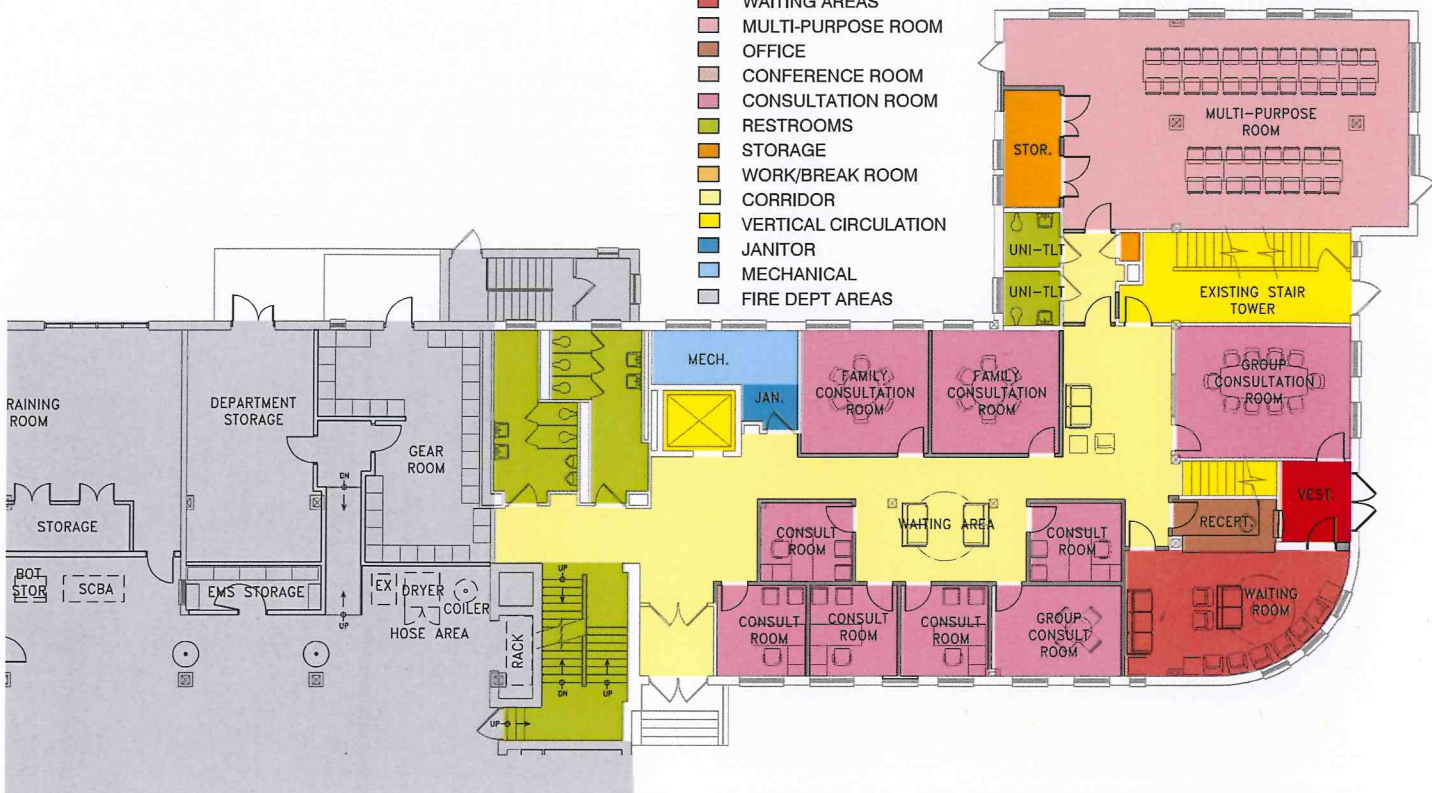 WAITING AREAS
MULTI-PURPOSE ROOM
OFFICE
CONFERENCE ROOM
CONSULTATION ROOM
RESTROOMS
STORAGE
WORK/BREAK ROOM
CORRIDOR
VERTICAL CIRCULATION
JANITOR
MECHANICAL
FIRE DEPT AREAS
MULTI-PURPOSE
ROOM
STOR.
UNI-TLT
UNI-TLT
EXISTING STAIR
TOWER
MECH.
JAN.
FAMILY
CONSULTATION
ROOM
FAMILY
CONSULTATION
ROOM
GROUP
CONSULTATION
ROOM
RAINING
ROOM
DEPARTMENT
STORAGE
GEAR
ROOM
DN
STORAGE
VEST.
RECEPT.
WAITING AREA
CONSULT
ROOM
CONSULT
ROOM
BOT
STOR
SCBA
EMS STORAGE
UP
EX
DRYER
COILER
HOSE AREA
RACK
UP
DN
UP
UP
CONSULT
ROOM
CONSULT
ROOM
CONSULT
ROOM
GROUP
CONSULT
ROOM
WAITING
ROOM